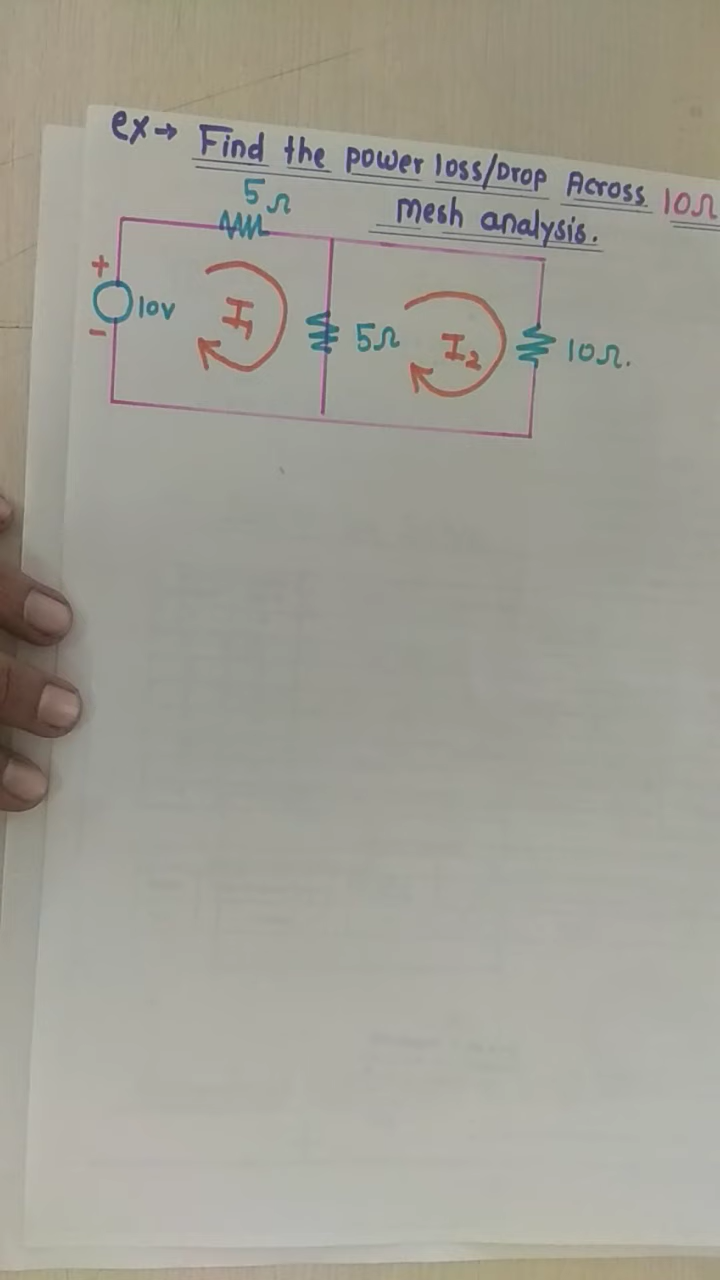 ex→ Find the power loss/Drop Across 10Ω
mesh analysis.
5Ω
+
10v
-
I1
5Ω
I2
10Ω.